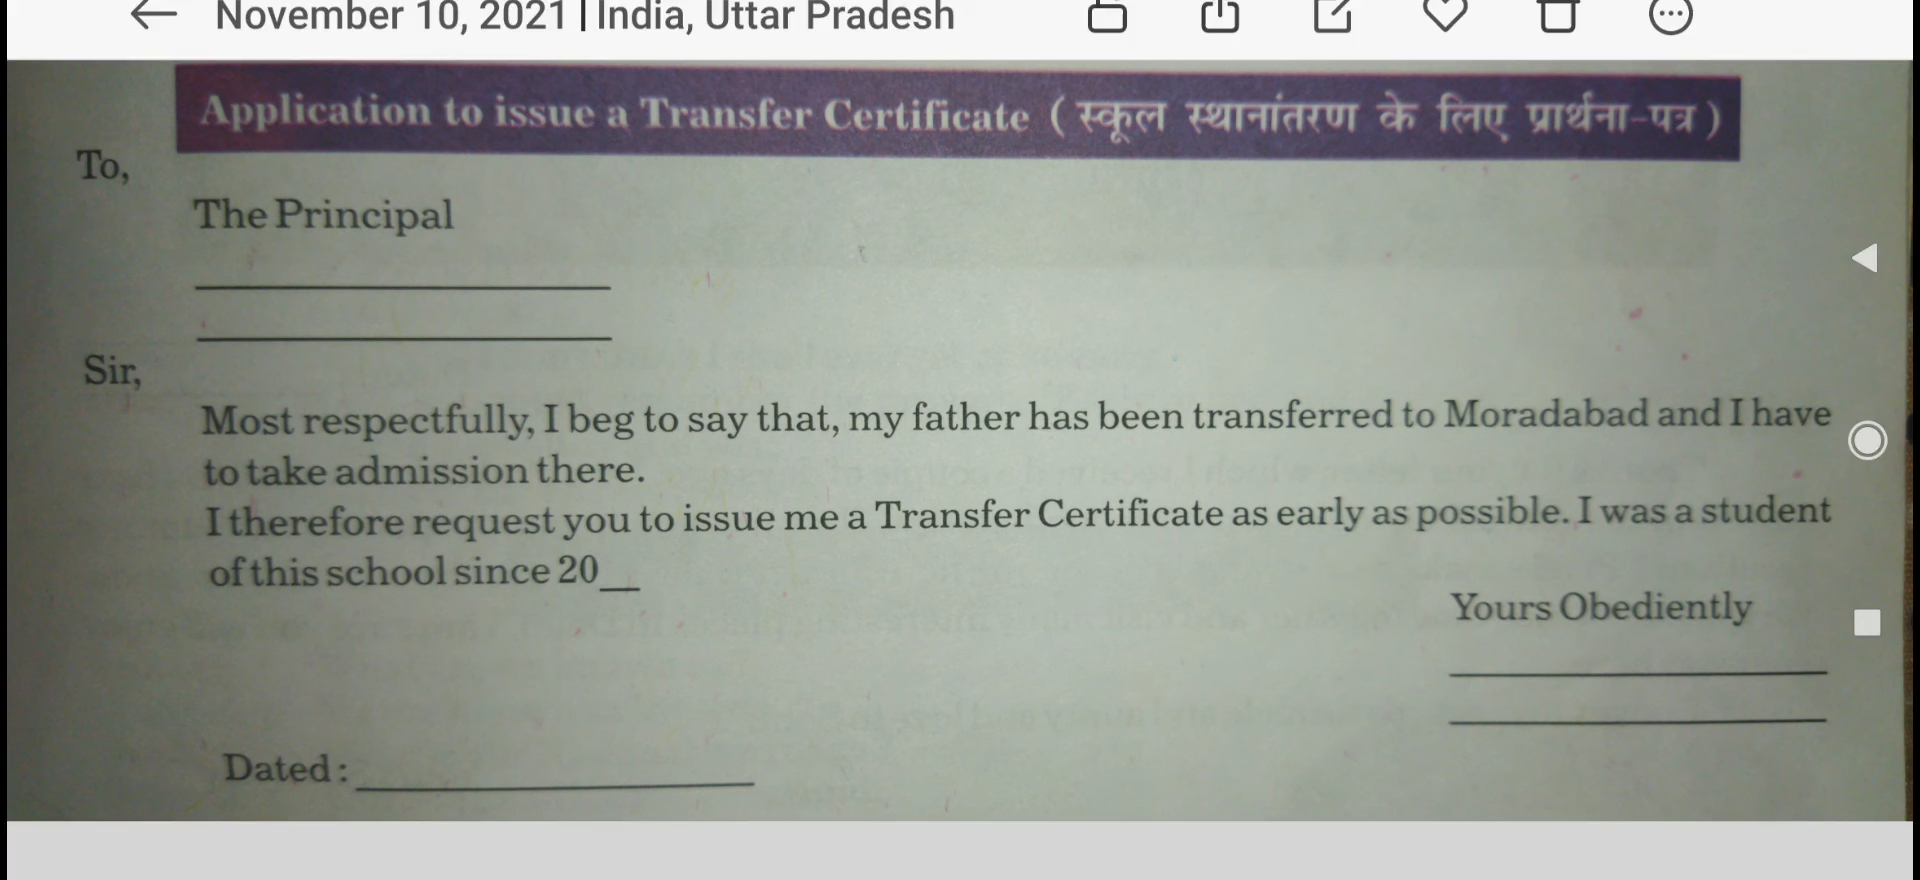 November 10, 2021 | India, Uttar Pradesh
Application to issue a Transfer Certificate ( स्कूल स्थानांतरण के लिए प्रार्थना-पत्र )
To,
The Principal
Sir,
Most respectfully, I beg to say that, my father has been transferred to Moradabad and I have
to take admission there.
I therefore request you to issue me a Transfer Certificate as early as possible. I was a student
of this school since 20__
Yours Obediently
Dated : ____________